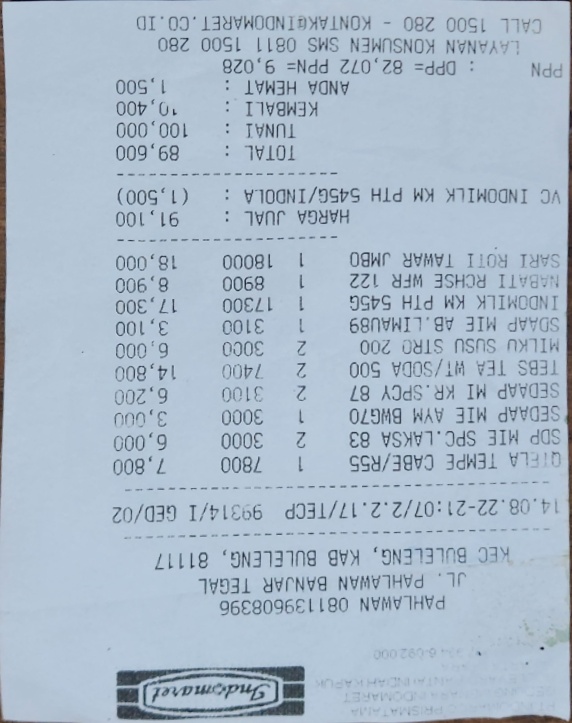 PRISMATAMA
INDOMARET
INDAH KAPUK
092000
Indomaret
PAHLAWAN 081139608396
JL. PAHLAWAN BANJAR TEGAL
KEC BULELENG, KAB BULELENG, 81117
14.08.22-21:07/2.2.17/TECP 99314/I GED/02
QTELA TEMPE CABE/R55 1 7800 7,800
SDP MIE SPC.LAKSA 83 2 3000 6,000
SEDAAP MIE AYM BWG70 1 3000 3,000
SEDAAP MI KR.SPCY 87 2 3100 6,200
TEBS TEA WT/SODA 500 2 7400 14,800
MILKU SUSU STRO 200 2 3000 6,000
SDAAP MIE AB.LIMAU89 1 3100 3,100
INDOMILK KM PTH 545G 1 17300 17,300
NABATI RCHSE WFR 122 1 8900 8,900
SARI ROTI TAWAR JMBO 1 18000 18,000
HARGA JUAL : 91,100
VC INDOMILK KM PTH 545G/INDOLA : (1,500)
TOTAL : 89,600
TUNAI : 100,000
KEMBALI : 10,400
ANDA HEMAT : 1,500
PPN : DPP= 82,072 PPN= 9,028
LAYANAN KONSUMEN SMS 0811 1500 280
CALL 1500 280 - KONTAK@INDOMARET.CO.ID